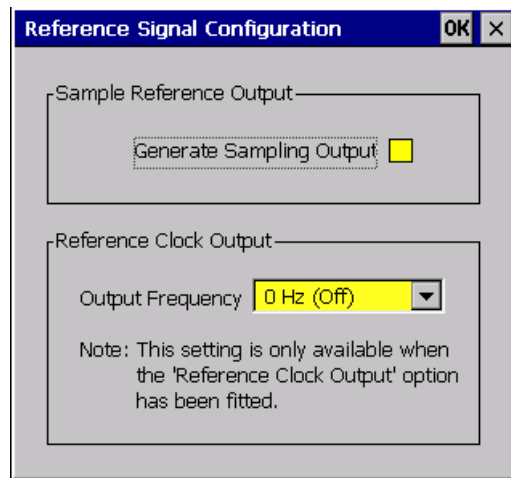 Reference Signal Configuration OK ×
Sample Reference Output
Generate Sampling Output
Reference Clock Output
Output Frequency 0 Hz (Off)
Note: This setting is only available when
the 'Reference Clock Output' option
has been fitted.